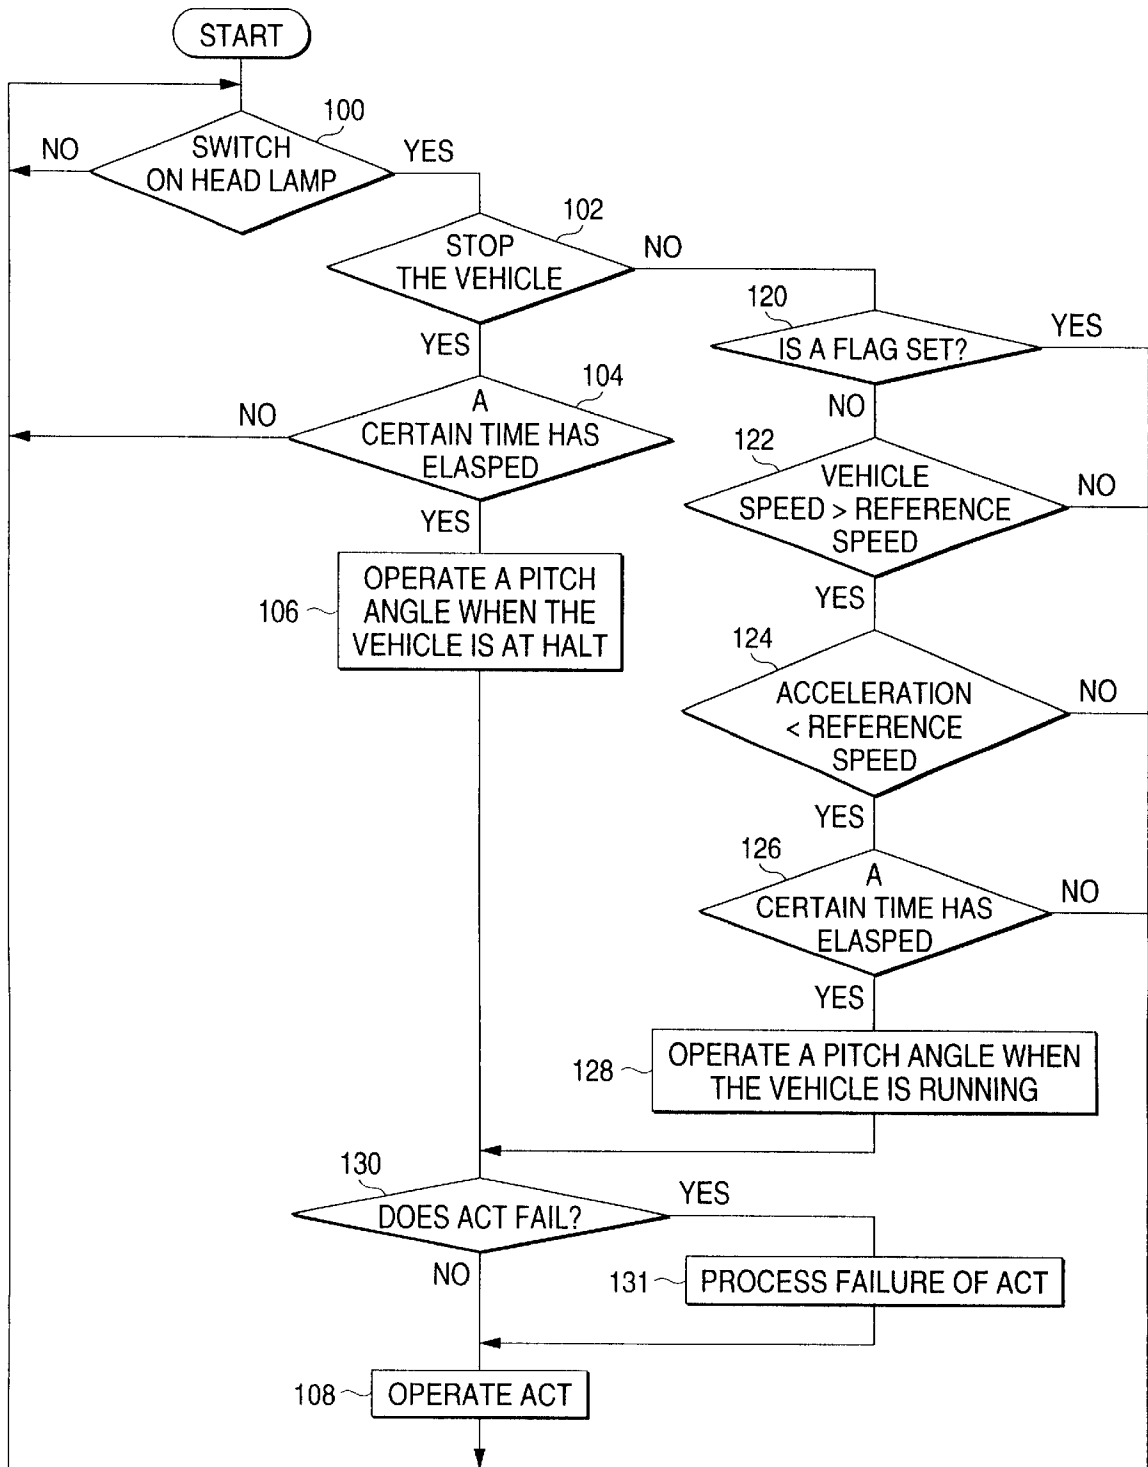 START
100
NO
SWITCH
ON HEAD LAMP
YES
102
STOP
THE VEHICLE
NO
YES
120
IS A FLAG SET?
YES
NO
104
NO
A
CERTAIN TIME HAS
ELASPED
YES
122
VEHICLE
SPEED > REFERENCE
SPEED
NO
YES
106
OPERATE A PITCH
ANGLE WHEN THE
VEHICLE IS AT HALT
124
ACCELERATION
< REFERENCE
SPEED
NO
YES
126
A
CERTAIN TIME HAS
ELASPED
NO
YES
128
OPERATE A PITCH ANGLE WHEN
THE VEHICLE IS RUNNING
130
DOES ACT FAIL?
YES
NO
131
PROCESS FAILURE OF ACT
108
OPERATE ACT